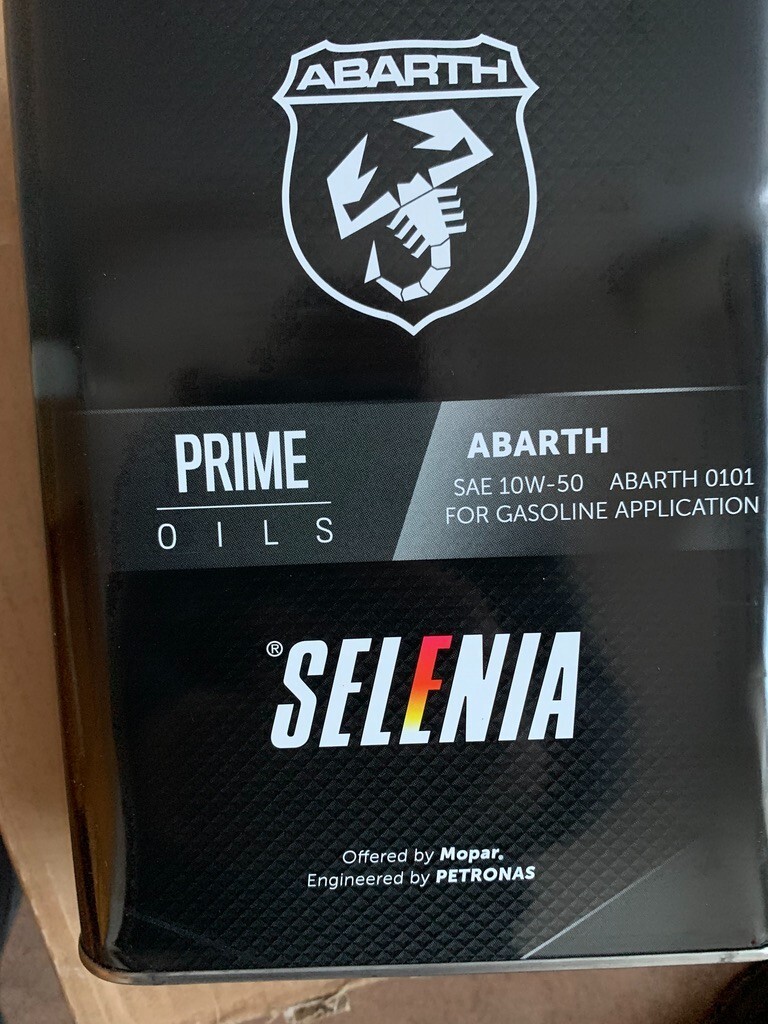 ABARTH
PRIME
OILS
ABARTH
SAE 10W-50 ABARTH 0101
FOR GASOLINE APPLICATION
® SELENIA
Offered by Mopar®
Engineered by PETRONAS